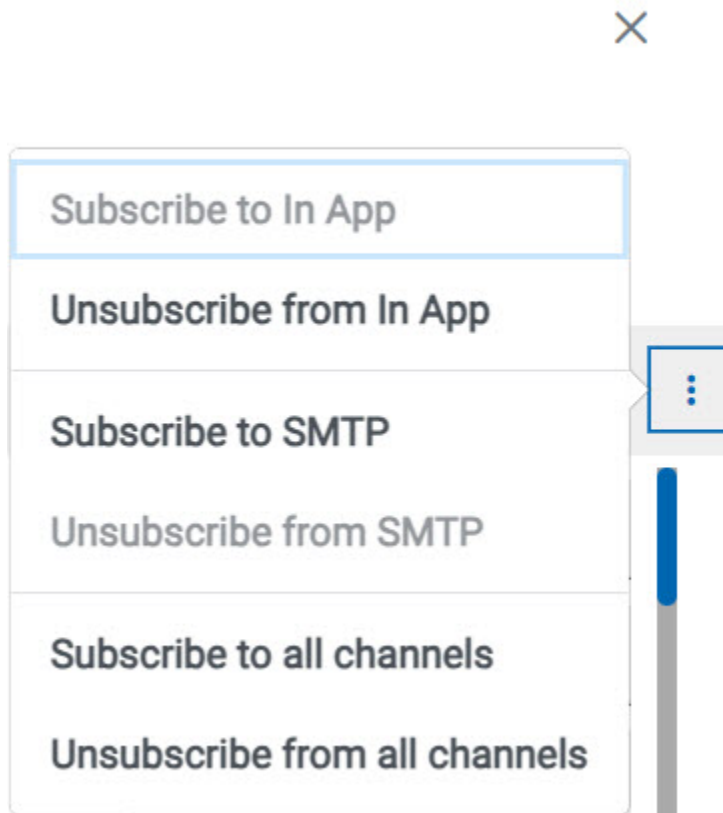 Subscribe to In App
Unsubscribe from In App
Subscribe to SMTP
Unsubscribe from SMTP
Subscribe to all channels
Unsubscribe from all channels